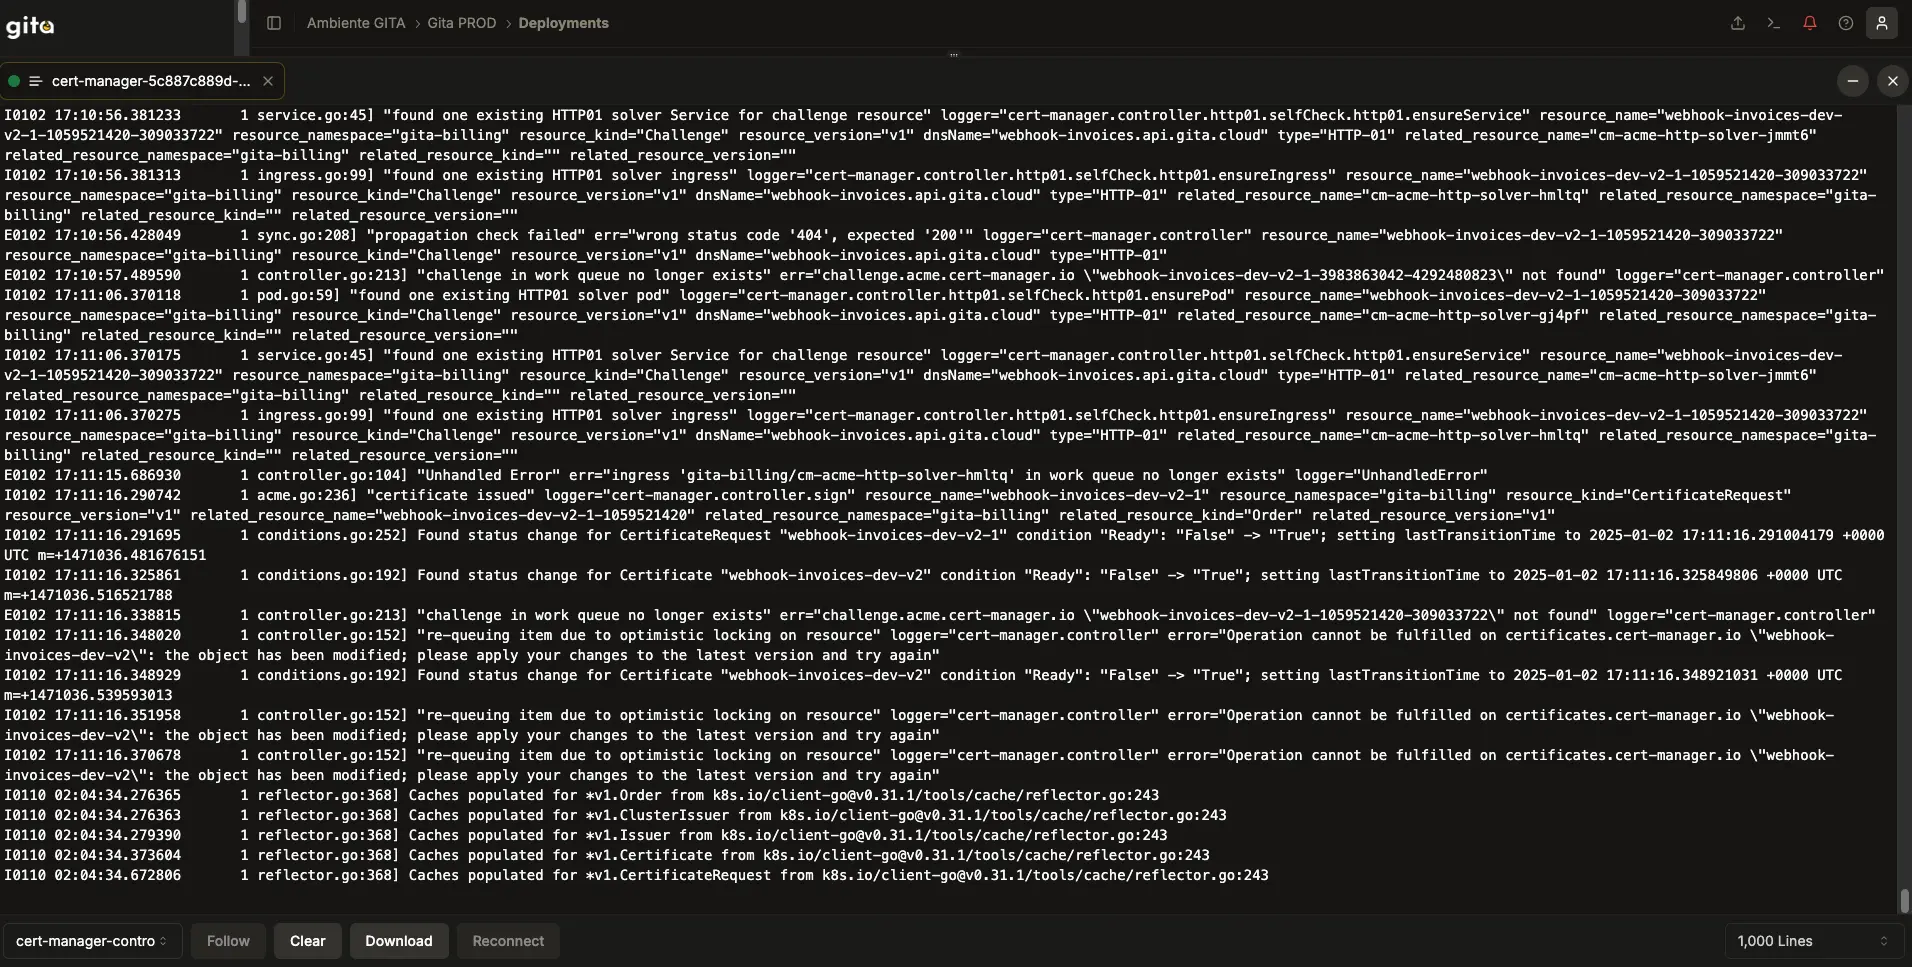 gita
Ambiente GITA > Gita PROD > Deployments
cert-manager-5c887c889d-...
I0102 17:10:56.381233       1 service.go:45] "found one existing HTTP01 solver Service for challenge resource" logger="cert-manager.controller.http01.selfCheck.http01.ensureService" resource_name="webhook-invoices-dev-
v2-1-1059521420-309033722" resource_namespace="gita-billing" resource_kind="Challenge" resource_version="v1" dnsName="webhook-invoices.api.gita.cloud" type="HTTP-01" related_resource_name="cm-acme-http-solver-jmmt6"
related_resource_namespace="gita-billing" related_resource_kind="" related_resource_version=""
I0102 17:10:56.381313       1 ingress.go:99] "found one existing HTTP01 solver ingress" logger="cert-manager.controller.http01.selfCheck.http01.ensureIngress" resource_name="webhook-invoices-dev-v2-1-1059521420-309033722"
resource_namespace="gita-billing" resource_kind="Challenge" resource_version="v1" dnsName="webhook-invoices.api.gita.cloud" type="HTTP-01" related_resource_name="cm-acme-http-solver-hmltq" related_resource_namespace="gita-
billing" related_resource_kind="" related_resource_version=""
E0102 17:10:56.428049       1 sync.go:208] "propagation check failed" err="wrong status code '404', expected '200'" logger="cert-manager.controller" resource_name="webhook-invoices-dev-v2-1-1059521420-309033722"
resource_namespace="gita-billing" resource_kind="Challenge" resource_version="v1" dnsName="webhook-invoices.api.gita.cloud" type="HTTP-01"
E0102 17:10:57.489590       1 controller.go:213] "challenge in work queue no longer exists" err="challenge.acme.cert-manager.io \"webhook-invoices-dev-v2-1-3983863042-4292480823\" not found" logger="cert-manager.controller"
I0102 17:11:06.370118       1 pod.go:59] "found one existing HTTP01 solver pod" logger="cert-manager.controller.http01.selfCheck.http01.ensurePod" resource_name="webhook-invoices-dev-v2-1-1059521420-309033722"
resource_namespace="gita-billing" resource_kind="Challenge" resource_version="v1" dnsName="webhook-invoices.api.gita.cloud" type="HTTP-01" related_resource_name="cm-acme-http-solver-gj4pf" related_resource_namespace="gita-
billing" related_resource_kind="" related_resource_version=""
I0102 17:11:06.370175       1 service.go:45] "found one existing HTTP01 solver Service for challenge resource" logger="cert-manager.controller.http01.selfCheck.http01.ensureService" resource_name="webhook-invoices-dev-
v2-1-1059521420-309033722" resource_namespace="gita-billing" resource_kind="Challenge" resource_version="v1" dnsName="webhook-invoices.api.gita.cloud" type="HTTP-01" related_resource_name="cm-acme-http-solver-jmmt6"
related_resource_namespace="gita-billing" related_resource_kind="" related_resource_version=""
I0102 17:11:06.370275       1 ingress.go:99] "found one existing HTTP01 solver ingress" logger="cert-manager.controller.http01.selfCheck.http01.ensureIngress" resource_name="webhook-invoices-dev-v2-1-1059521420-309033722"
resource_namespace="gita-billing" resource_kind="Challenge" resource_version="v1" dnsName="webhook-invoices.api.gita.cloud" type="HTTP-01" related_resource_name="cm-acme-http-solver-hmltq" related_resource_namespace="gita-
billing" related_resource_kind="" related_resource_version=""
E0102 17:11:15.686930       1 controller.go:104] "Unhandled Error" err="ingress 'gita-billing/cm-acme-http-solver-hmltq' in work queue no longer exists" logger="UnhandledError"
I0102 17:11:16.290742       1 acme.go:236] "certificate issued" logger="cert-manager.controller.sign" resource_name="webhook-invoices-dev-v2-1" resource_namespace="gita-billing" resource_kind="CertificateRequest"
resource_version="v1" related_resource_name="webhook-invoices-dev-v2-1-1059521420" related_resource_namespace="gita-billing" related_resource_kind="Order" related_resource_version="v1"
I0102 17:11:16.291695       1 conditions.go:252] Found status change for CertificateRequest "webhook-invoices-dev-v2-1" condition "Ready": "False" -> "True"; setting lastTransitionTime to 2025-01-02 17:11:16.291004179 +0000
UTC m=+1471036.481676151
I0102 17:11:16.325861       1 conditions.go:192] Found status change for Certificate "webhook-invoices-dev-v2" condition "Ready": "False" -> "True"; setting lastTransitionTime to 2025-01-02 17:11:16.325849806 +0000 UTC
m=+1471036.516521788
E0102 17:11:16.338815       1 controller.go:213] "challenge in work queue no longer exists" err="challenge.acme.cert-manager.io \"webhook-invoices-dev-v2-1-1059521420-309033722\" not found" logger="cert-manager.controller"
I0102 17:11:16.348020       1 controller.go:152] "re-queuing item due to optimistic locking on resource" logger="cert-manager.controller" error="Operation cannot be fulfilled on certificates.cert-manager.io \"webhook-
invoices-dev-v2\": the object has been modified; please apply your changes to the latest version and try again"
I0102 17:11:16.348929       1 conditions.go:192] Found status change for Certificate "webhook-invoices-dev-v2" condition "Ready": "False" -> "True"; setting lastTransitionTime to 2025-01-02 17:11:16.348921031 +0000 UTC
m=+1471036.539593013
I0102 17:11:16.351958       1 controller.go:152] "re-queuing item due to optimistic locking on resource" logger="cert-manager.controller" error="Operation cannot be fulfilled on certificates.cert-manager.io \"webhook-
invoices-dev-v2\": the object has been modified; please apply your changes to the latest version and try again"
I0102 17:11:16.370678       1 controller.go:152] "re-queuing item due to optimistic locking on resource" logger="cert-manager.controller" error="Operation cannot be fulfilled on certificates.cert-manager.io \"webhook-
invoices-dev-v2\": the object has been modified; please apply your changes to the latest version and try again"
I0110 02:04:34.276365       1 reflector.go:368] Caches populated for *v1.Order from k8s.io/client-go@v0.31.1/tools/cache/reflector.go:243
I0110 02:04:34.276363       1 reflector.go:368] Caches populated for *v1.ClusterIssuer from k8s.io/client-go@v0.31.1/tools/cache/reflector.go:243
I0110 02:04:34.279390       1 reflector.go:368] Caches populated for *v1.Issuer from k8s.io/client-go@v0.31.1/tools/cache/reflector.go:243
I0110 02:04:34.373604       1 reflector.go:368] Caches populated for *v1.Certificate from k8s.io/client-go@v0.31.1/tools/cache/reflector.go:243
I0110 02:04:34.672806       1 reflector.go:368] Caches populated for *v1.CertificateRequest from k8s.io/client-go@v0.31.1/tools/cache/reflector.go:243
cert-manager-contro Follow Clear Download Reconnect 1,000 Lines